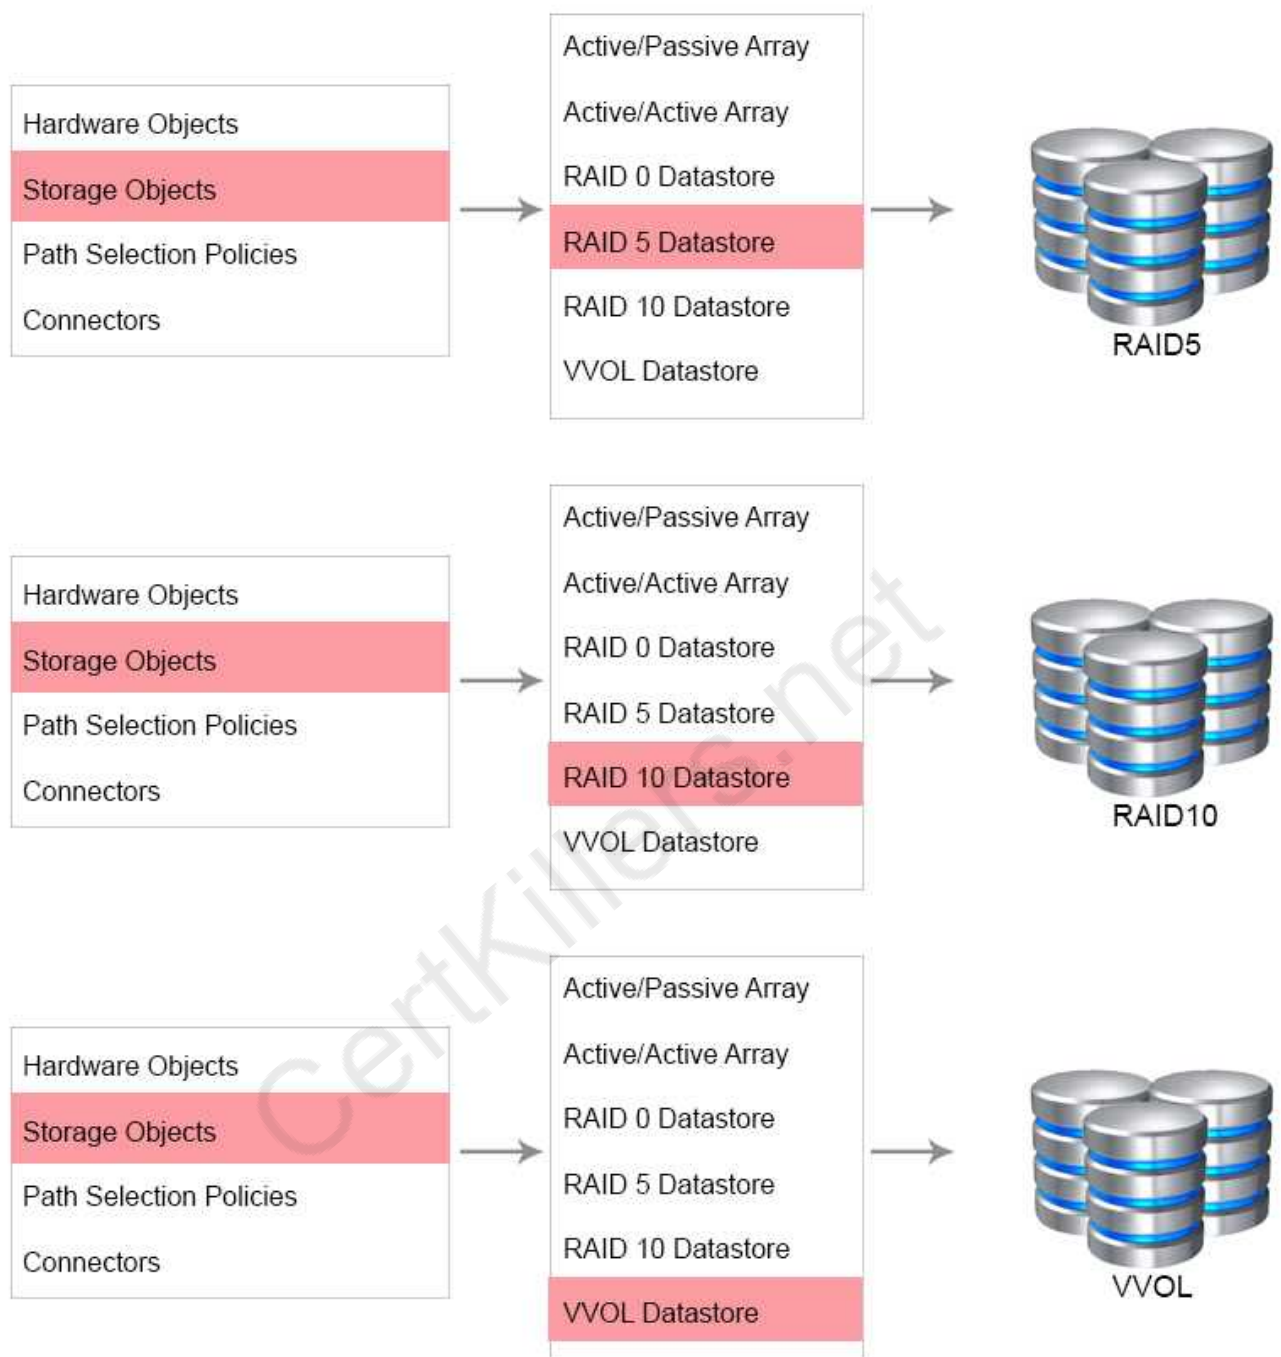 Hardware Objects
Storage Objects
Path Selection Policies
Connectors
Active/Passive Array
Active/Active Array
RAID 0 Datastore
RAID 5 Datastore
RAID 10 Datastore
VVOL Datastore
RAID5
Hardware Objects
Storage Objects
Path Selection Policies
Connectors
Active/Passive Array
Active/Active Array
RAID 0 Datastore
RAID 5 Datastore
RAID 10 Datastore
VVOL Datastore
RAID10
Hardware Objects
Storage Objects
Path Selection Policies
Connectors
Active/Passive Array
Active/Active Array
RAID 0 Datastore
RAID 5 Datastore
RAID 10 Datastore
VVOL Datastore
VVOL
CertKillers.net